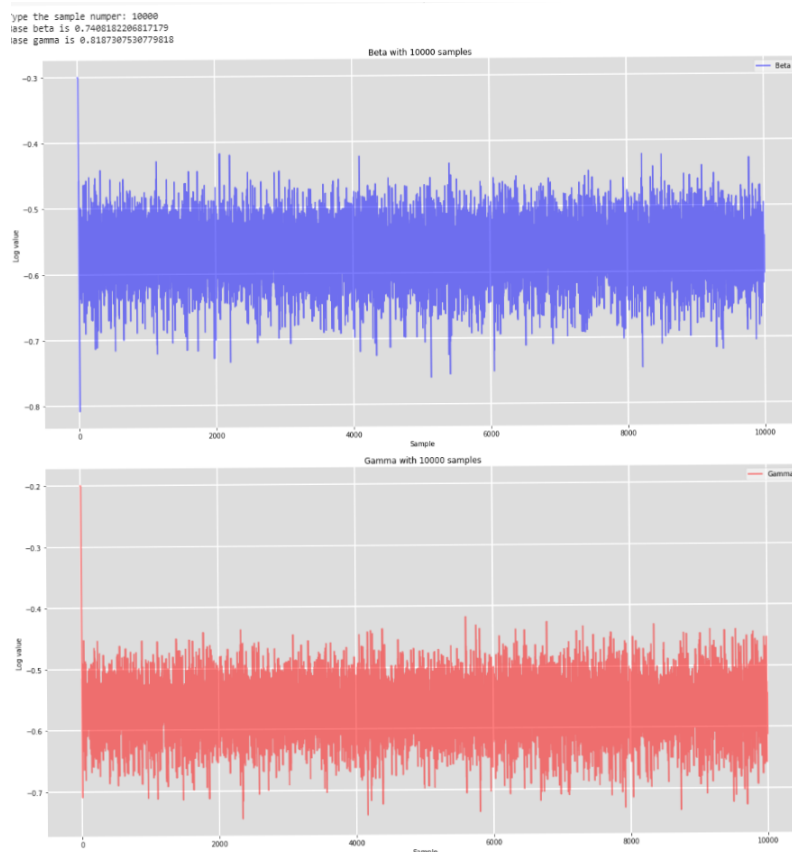 ype the sample numper: 10000
ase beta is 0.7408182206817179
ase gamma is 0.8187307530779818
Beta with 10000 samples
Beta
−0.3
−0.4
−0.5
−0.6
−0.7
−0.8
Log value
0 2000 4000 6000 8000 10000
Sample
Gamma with 10000 samples
Gamma
−0.2
−0.3
−0.4
−0.5
−0.6
−0.7
Log value
0 2000 4000 6000 8000 10000
Sample